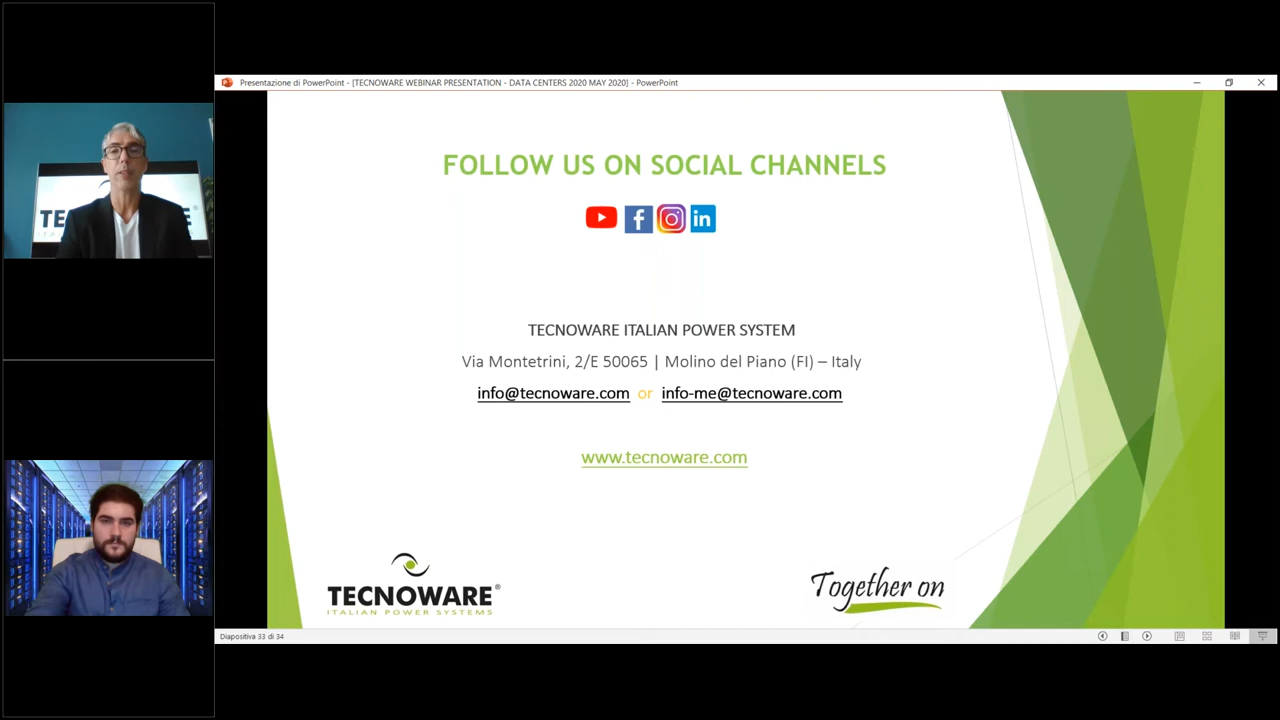 Presentazione di PowerPoint - [TECNOWARE WEBINAR PRESENTATION - DATA CENTERS 2020 MAY 2020] - PowerPoint
FOLLOW US ON SOCIAL CHANNELS
f
in
TECNOWARE ITALIAN POWER SYSTEM
Via Montetrini, 2/E 50065 | Molino del Piano (FI) – Italy
info@tecnoware.com or info-me@tecnoware.com
www.tecnoware.com
TECNOWARE®
ITALIAN POWER SYSTEMS
Together on
Diapositiva 33 di 34